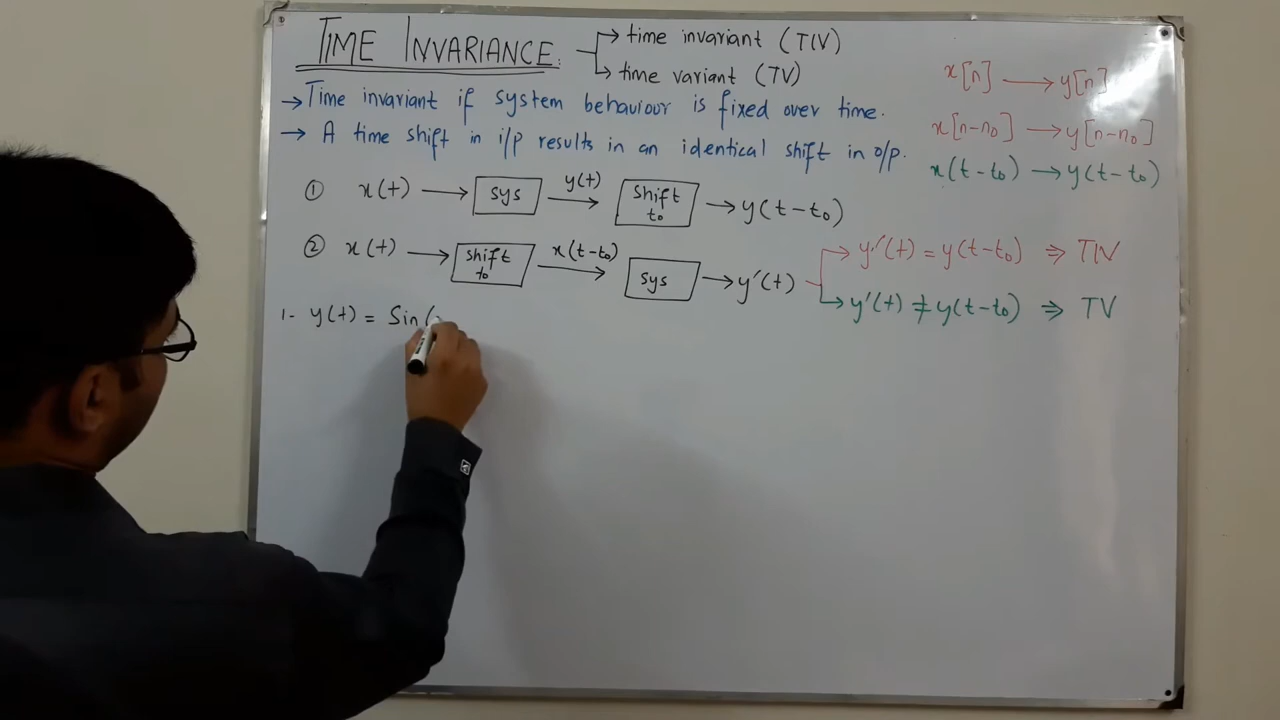 TIME INVARIANCE. → time invariant (TIV)
→ time variant (TV)
→ Time invariant if system behaviour is fixed over time.
→ A time shift in i/p results in an identical shift in o/p.
x[n] → y[n]
x[n-n₀] → y[n-n₀]
x(t-t₀) → y(t-t₀)
① x(t) → sys y(t) → shift t₀ → y(t-t₀)
② x(t) → shift t₀ x(t-t₀) → sys → y'(t)
→ y'(t) = y(t-t₀) ⇒ TIV
→ y'(t) ≠ y(t-t₀) ⇒ TV
1- y(t) = Sin(